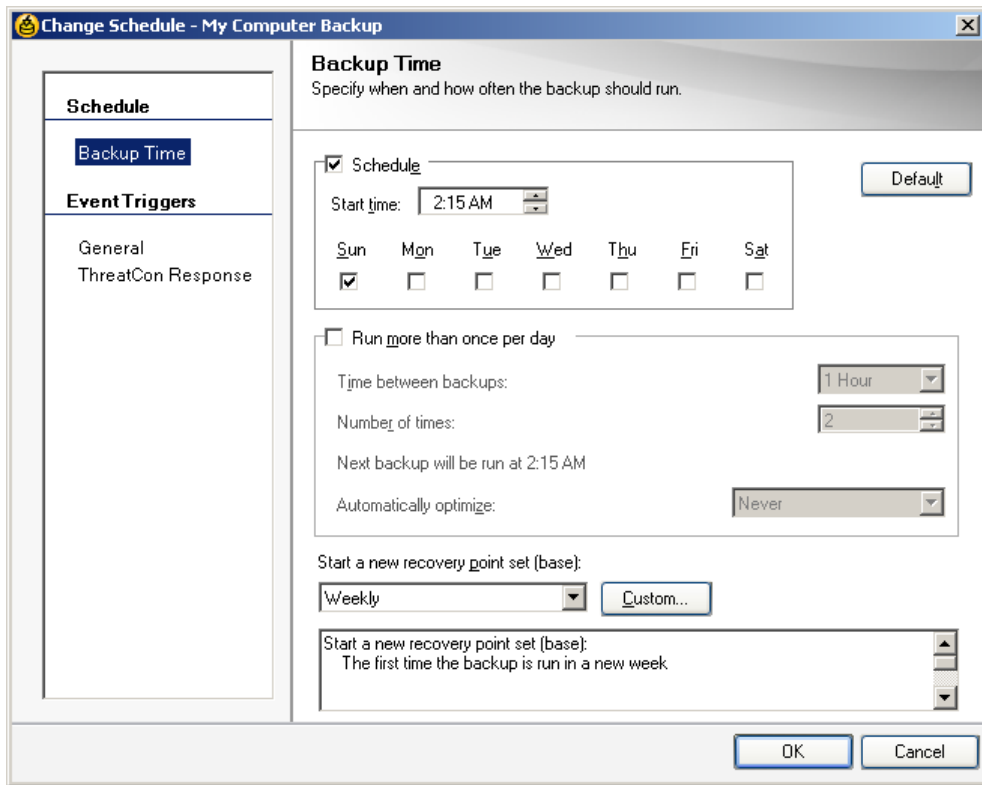 Change Schedule - My Computer Backup
Schedule
Backup Time
Event Triggers
General
ThreatCon Response
Backup Time
Specify when and how often the backup should run.
Schedule
Default
Start time: 2:15 AM
Sun Mon Tue Wed Thu Fri Sat
Run more than once per day
Time between backups: 1 Hour
Number of times: 2
Next backup will be run at 2:15 AM
Automatically optimize: Never
Start a new recovery point set (base):
Weekly Custom...
Start a new recovery point set (base):
The first time the backup is run in a new week
OK Cancel